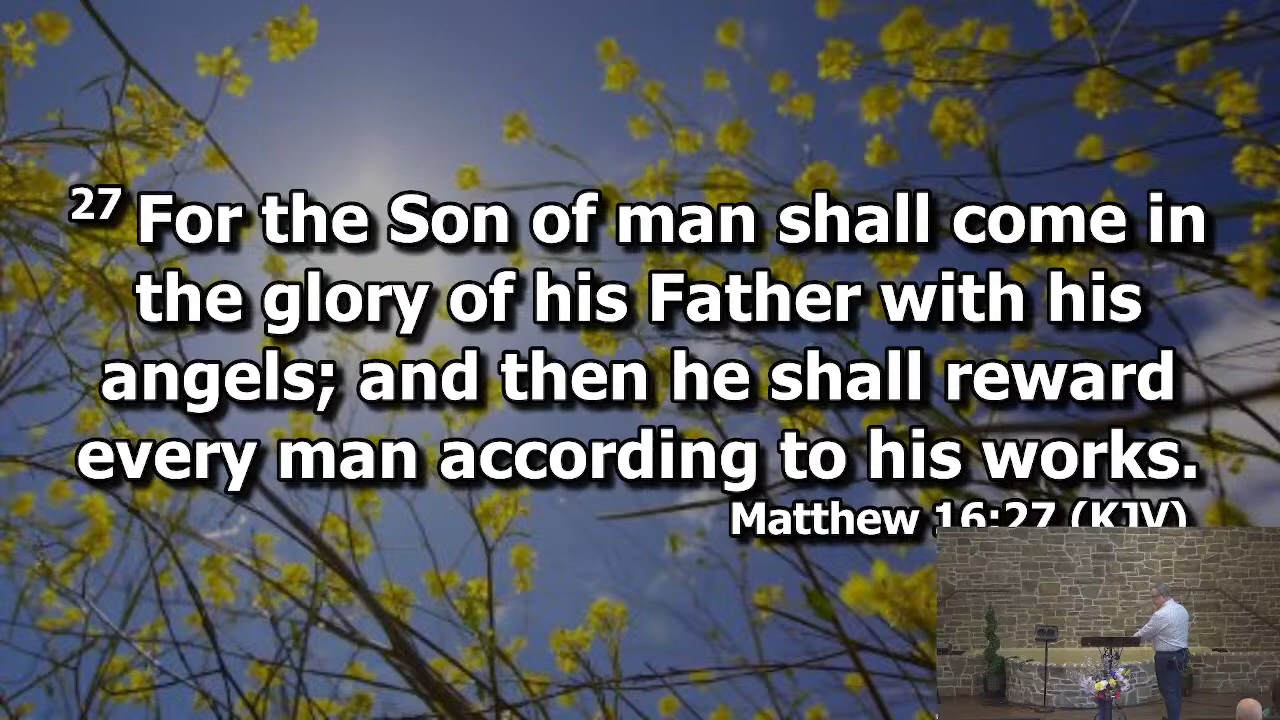 27 For the Son of man shall come in
the glory of his Father with his
angels; and then he shall reward
every man according to his works.
Matthew 16:27 (KJV)